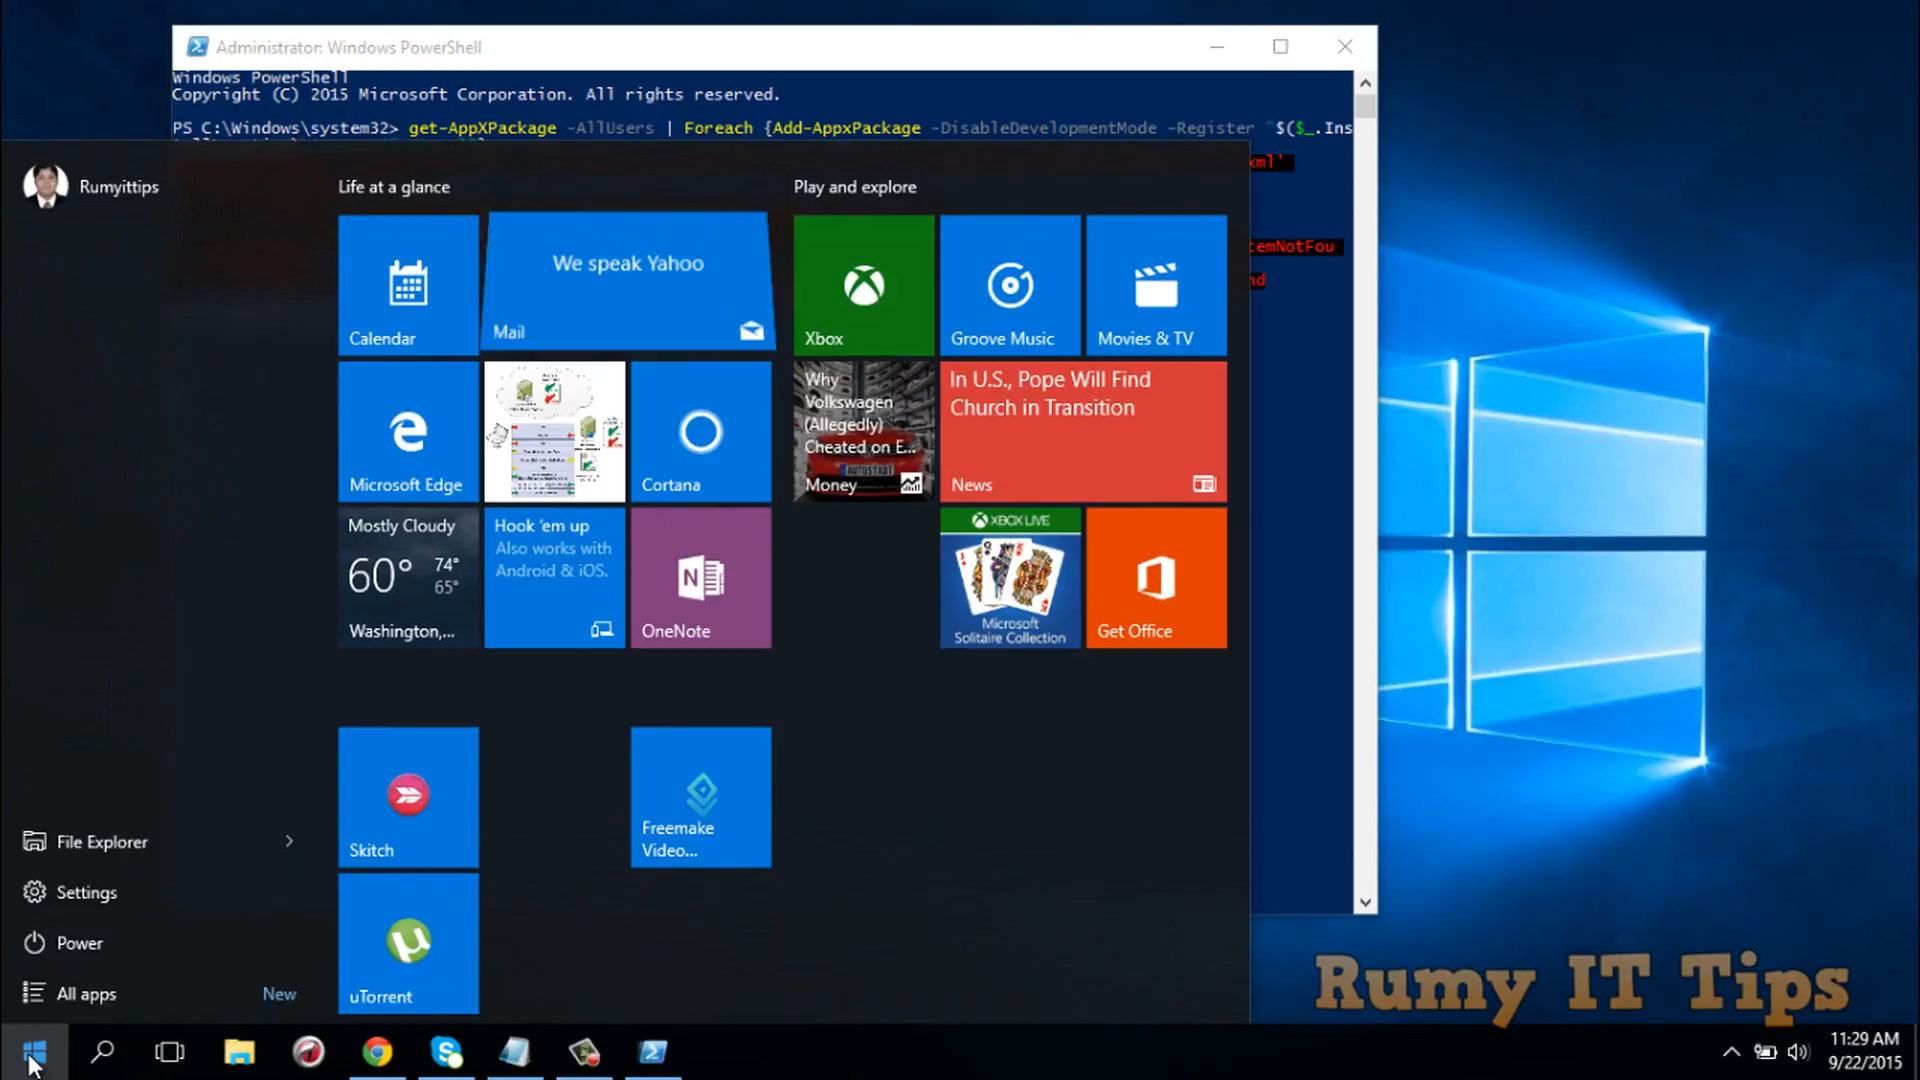 Administrator: Windows PowerShell
Windows PowerShell
Copyright (C) 2015 Microsoft Corporation. All rights reserved.
PS C:\Windows\system32> get-AppXPackage -AllUsers | Foreach {Add-AppxPackage -DisableDevelopmentMode -Register "$($_.Ins
xml'
temNotFou
nd
Rumyittips
Life at a glance
Play and explore
Calendar
We speak Yahoo
Mail
Xbox
Groove Music
Movies & TV
Microsoft Edge
Cortana
Why
Volkswagen
(Allegedly)
Cheated on E...
AUTOSTADT
Money
In U.S., Pope Will Find
Church in Transition
News
Mostly Cloudy
60° 74°
65°
Washington,...
Hook 'em up
Also works with
Android & iOS.
OneNote
XBOX LIVE
Microsoft
Solitaire Collection
Get Office
Skitch
Freemake
Video...
uTorrent
File Explorer
Settings
Power
All apps New
Rumy IT Tips
11:29 AM
9/22/2015